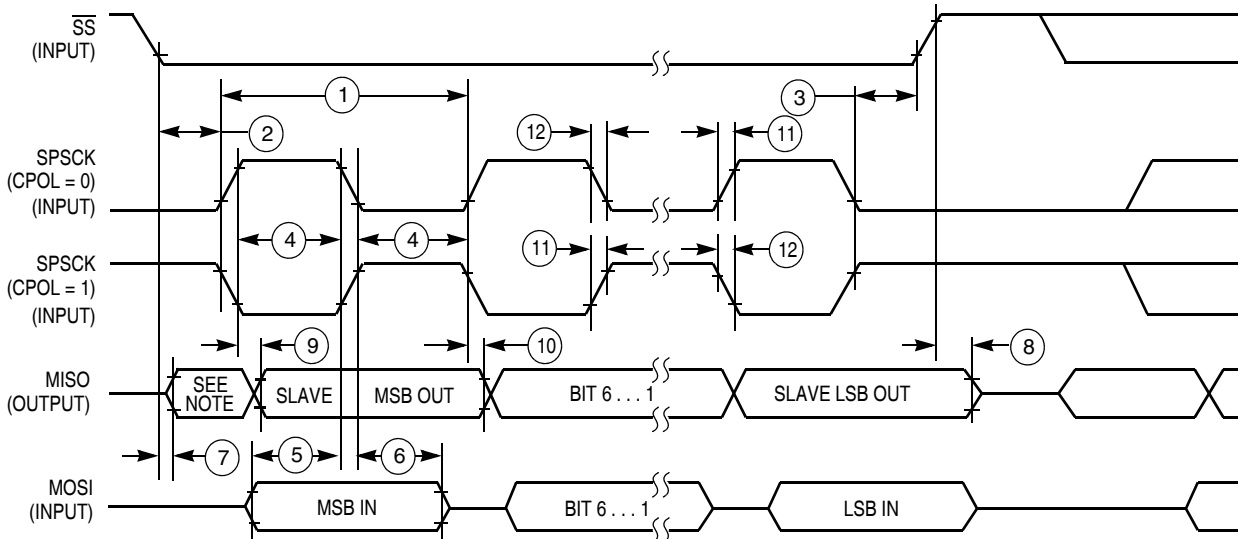 SS
(INPUT)
1
3
2
12
11
SPSCK
(CPOL = 0)
(INPUT)
4
4
SPSCK
(CPOL = 1)
(INPUT)
11
12
9
10
8
MISO
(OUTPUT)
SEE
NOTE
SLAVE
MSB OUT
BIT 6 . . . 1
SLAVE LSB OUT
7
5
6
MOSI
(INPUT)
MSB IN
BIT 6 . . . 1
LSB IN